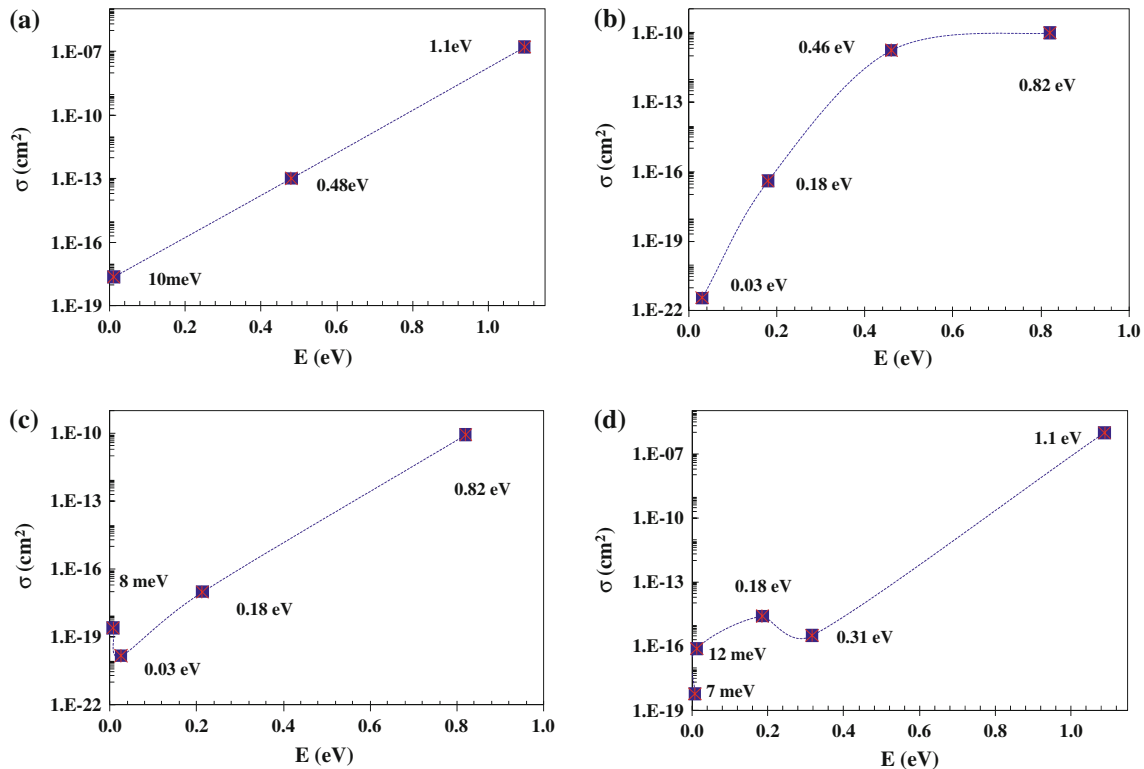 (a)
1.E-07
1.E-10
1.E-13
1.E-16
1.E-19
σ (cm²)
1.1eV
0.48eV
10meV
0.0 0.2 0.4 0.6 0.8 1.0
E (eV)
(b)
1.E-10
1.E-13
1.E-16
1.E-19
1.E-22
σ (cm²)
0.46 eV
0.82 eV
0.18 eV
0.03 eV
0.0 0.2 0.4 0.6 0.8 1.0
E (eV)
(c)
1.E-10
1.E-13
1.E-16
1.E-19
1.E-22
σ (cm²)
0.82 eV
8 meV
0.18 eV
0.03 eV
0.0 0.2 0.4 0.6 0.8 1.0
E (eV)
(d)
1.E-07
1.E-10
1.E-13
1.E-16
1.E-19
σ (cm²)
1.1 eV
0.18 eV
0.31 eV
12 meV
7 meV
0.0 0.2 0.4 0.6 0.8 1.0
E (eV)